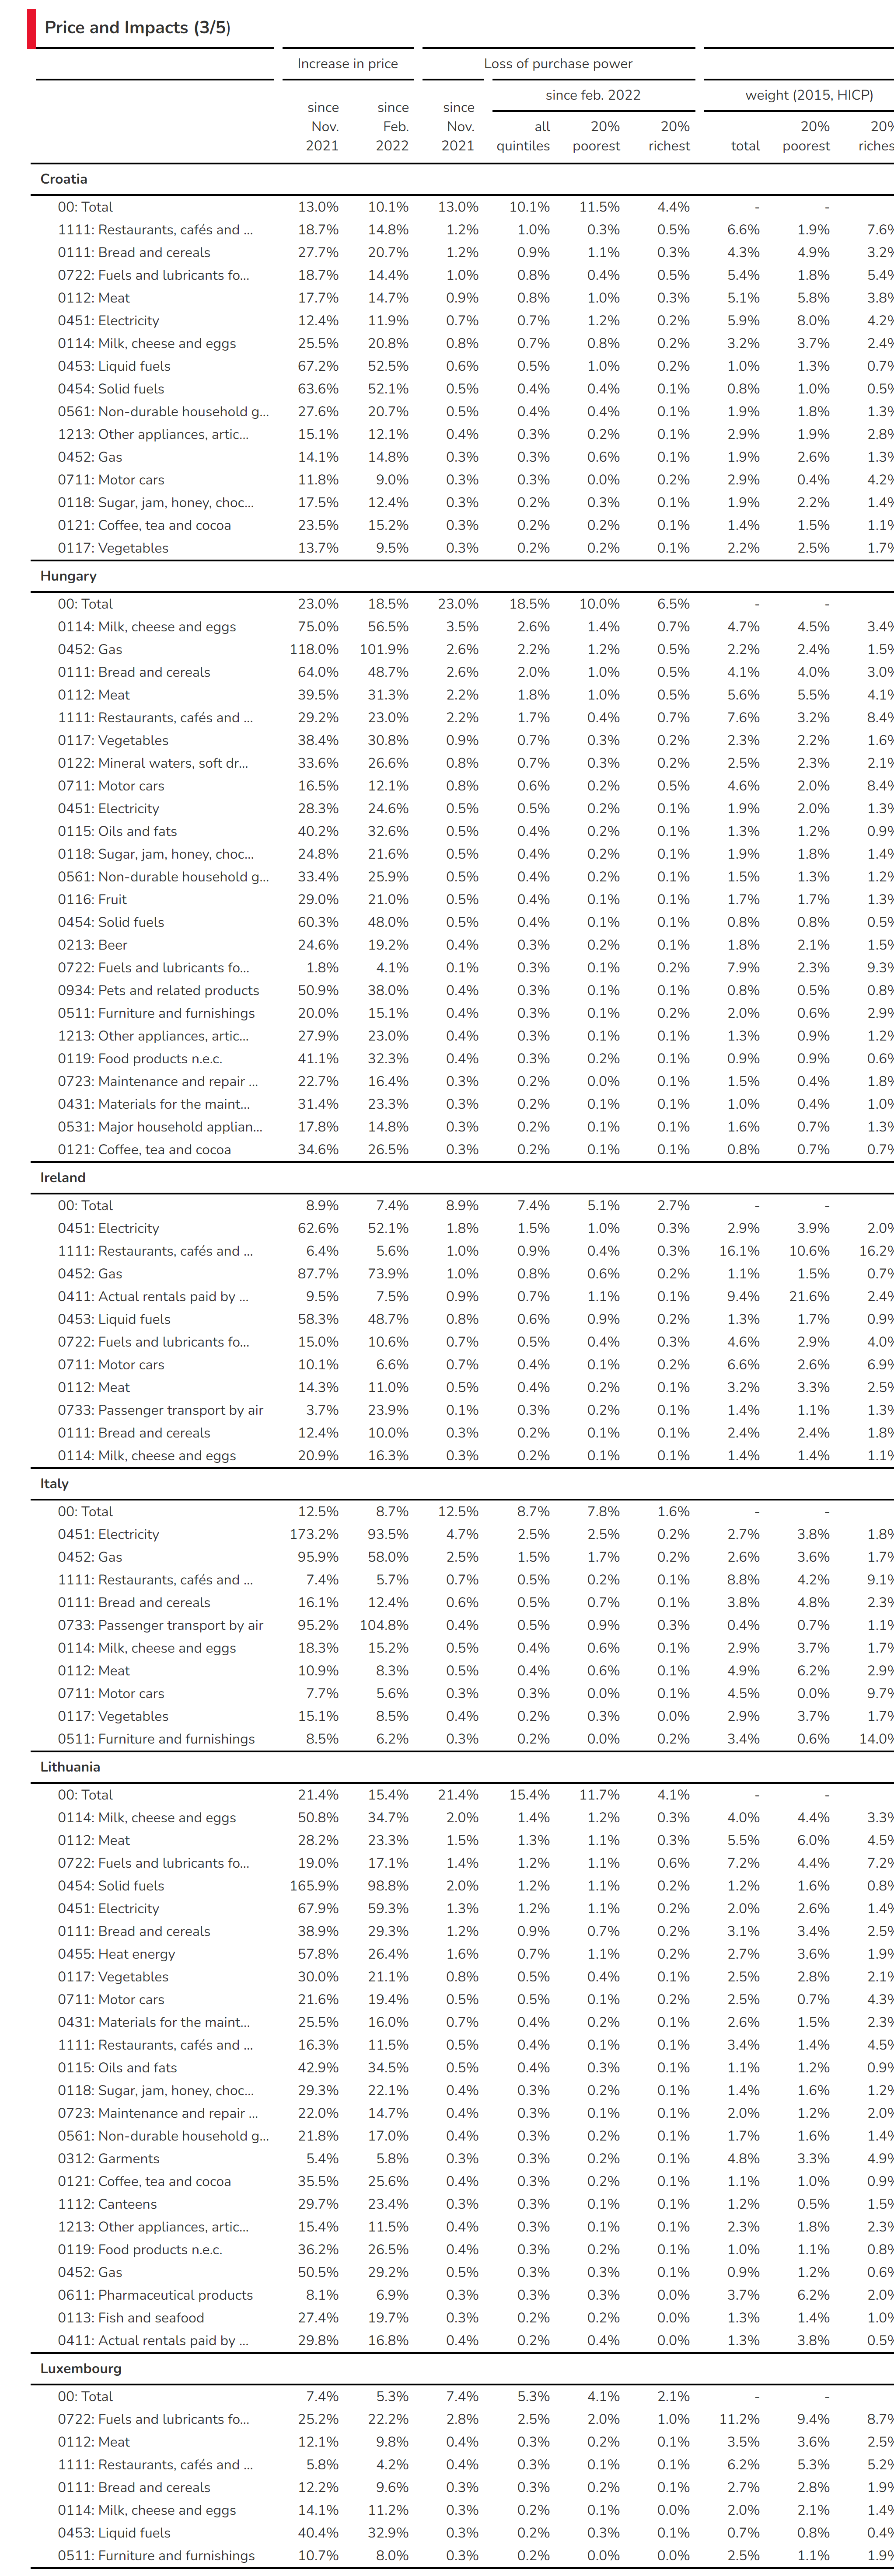 Price and Impacts (3/5)
Increase in price Loss of purchase power
since feb. 2022 weight (2015, HICP)
since since since
Nov. Feb. Nov. all 20% 20% 20% 20%
2021 2022 2021 quintiles poorest richest total poorest riches
Croatia
00: Total 13.0% 10.1% 13.0% 10.1% 11.5% 4.4% - -
1111: Restaurants, cafés and ... 18.7% 14.8% 1.2% 1.0% 0.3% 0.5% 6.6% 1.9% 7.6%
0111: Bread and cereals 27.7% 20.7% 1.2% 0.9% 1.1% 0.3% 4.3% 4.9% 3.2%
0722: Fuels and lubricants fo... 18.7% 14.4% 1.0% 0.8% 0.4% 0.5% 5.4% 1.8% 5.4%
0112: Meat 17.7% 14.7% 0.9% 0.8% 1.0% 0.3% 5.1% 5.8% 3.8%
0451: Electricity 12.4% 11.9% 0.7% 0.7% 1.2% 0.2% 5.9% 8.0% 4.2%
0114: Milk, cheese and eggs 25.5% 20.8% 0.8% 0.7% 0.8% 0.2% 3.2% 3.7% 2.4%
0453: Liquid fuels 67.2% 52.5% 0.6% 0.5% 1.0% 0.2% 1.0% 1.3% 0.7%
0454: Solid fuels 63.6% 52.1% 0.5% 0.4% 0.4% 0.1% 0.8% 1.0% 0.5%
0561: Non-durable household g... 27.6% 20.7% 0.5% 0.4% 0.4% 0.1% 1.9% 1.8% 1.3%
1213: Other appliances, artic... 15.1% 12.1% 0.4% 0.3% 0.2% 0.1% 2.9% 1.9% 2.8%
0452: Gas 14.1% 14.8% 0.3% 0.3% 0.6% 0.1% 1.9% 2.6% 1.3%
0711: Motor cars 11.8% 9.0% 0.3% 0.3% 0.0% 0.2% 2.9% 0.4% 4.2%
0118: Sugar, jam, honey, choc... 17.5% 12.4% 0.3% 0.2% 0.3% 0.1% 1.9% 2.2% 1.4%
0121: Coffee, tea and cocoa 23.5% 15.2% 0.3% 0.2% 0.2% 0.1% 1.4% 1.5% 1.1%
0117: Vegetables 13.7% 9.5% 0.3% 0.2% 0.2% 0.1% 2.2% 2.5% 1.7%
Hungary
00: Total 23.0% 18.5% 23.0% 18.5% 10.0% 6.5% - -
0114: Milk, cheese and eggs 75.0% 56.5% 3.5% 2.6% 1.4% 0.7% 4.7% 4.5% 3.4%
0452: Gas 118.0% 101.9% 2.6% 2.2% 1.2% 0.5% 2.2% 2.4% 1.5%
0111: Bread and cereals 64.0% 48.7% 2.6% 2.0% 1.0% 0.5% 4.1% 4.0% 3.0%
0112: Meat 39.5% 31.3% 2.2% 1.8% 1.0% 0.5% 5.6% 5.5% 4.1%
1111: Restaurants, cafés and ... 29.2% 23.0% 2.2% 1.7% 0.4% 0.7% 7.6% 3.2% 8.4%
0117: Vegetables 38.4% 30.8% 0.9% 0.7% 0.3% 0.2% 2.3% 2.2% 1.6%
0122: Mineral waters, soft dr... 33.6% 26.6% 0.8% 0.7% 0.3% 0.2% 2.5% 2.3% 2.1%
0711: Motor cars 16.5% 12.1% 0.8% 0.6% 0.2% 0.5% 4.6% 2.0% 8.4%
0451: Electricity 28.3% 24.6% 0.5% 0.5% 0.2% 0.1% 1.9% 2.0% 1.3%
0115: Oils and fats 40.2% 32.6% 0.5% 0.4% 0.2% 0.1% 1.3% 1.2% 0.9%
0118: Sugar, jam, honey, choc... 24.8% 21.6% 0.5% 0.4% 0.2% 0.1% 1.9% 1.8% 1.4%
0561: Non-durable household g... 33.4% 25.9% 0.5% 0.4% 0.2% 0.1% 1.5% 1.3% 1.2%
0116: Fruit 29.0% 21.0% 0.5% 0.4% 0.1% 0.1% 1.7% 1.7% 1.3%
0454: Solid fuels 60.3% 48.0% 0.5% 0.4% 0.1% 0.1% 0.8% 0.8% 0.5%
0213: Beer 24.6% 19.2% 0.4% 0.3% 0.2% 0.1% 1.8% 2.1% 1.5%
0722: Fuels and lubricants fo... 1.8% 4.1% 0.1% 0.3% 0.1% 0.2% 7.9% 2.3% 9.3%
0934: Pets and related products 50.9% 38.0% 0.4% 0.3% 0.1% 0.1% 0.8% 0.5% 0.8%
0511: Furniture and furnishings 20.0% 15.1% 0.4% 0.3% 0.1% 0.2% 2.0% 0.6% 2.9%
1213: Other appliances, artic... 27.9% 23.0% 0.4% 0.3% 0.1% 0.1% 1.3% 0.9% 1.2%
0119: Food products n.e.c. 41.1% 32.3% 0.4% 0.3% 0.2% 0.1% 0.9% 0.9% 0.6%
0723: Maintenance and repair ... 22.7% 16.4% 0.3% 0.2% 0.0% 0.1% 1.5% 0.4% 1.8%
0431: Materials for the maint... 31.4% 23.3% 0.3% 0.2% 0.1% 0.1% 1.0% 0.4% 1.0%
0531: Major household applian... 17.8% 14.8% 0.3% 0.2% 0.1% 0.1% 1.6% 0.7% 1.3%
0121: Coffee, tea and cocoa 34.6% 26.5% 0.3% 0.2% 0.1% 0.1% 0.8% 0.7% 0.7%
Ireland
00: Total 8.9% 7.4% 8.9% 7.4% 5.1% 2.7% - -
0451: Electricity 62.6% 52.1% 1.8% 1.5% 1.0% 0.3% 2.9% 3.9% 2.0%
1111: Restaurants, cafés and ... 6.4% 5.6% 1.0% 0.9% 0.4% 0.3% 16.1% 10.6% 16.2%
0452: Gas 87.7% 73.9% 1.0% 0.8% 0.6% 0.2% 1.1% 1.5% 0.7%
0411: Actual rentals paid by ... 9.5% 7.5% 0.9% 0.7% 1.1% 0.1% 9.4% 21.6% 2.4%
0453: Liquid fuels 58.3% 48.7% 0.8% 0.6% 0.9% 0.2% 1.3% 1.7% 0.9%
0722: Fuels and lubricants fo... 15.0% 10.6% 0.7% 0.5% 0.4% 0.3% 4.6% 2.9% 4.0%
0711: Motor cars 10.1% 6.6% 0.7% 0.4% 0.1% 0.2% 6.6% 2.6% 6.9%
0112: Meat 14.3% 11.0% 0.5% 0.4% 0.2% 0.1% 3.2% 3.3% 2.5%
0733: Passenger transport by air 3.7% 23.9% 0.1% 0.3% 0.2% 0.1% 1.4% 1.1% 1.3%
0111: Bread and cereals 12.4% 10.0% 0.3% 0.2% 0.1% 0.1% 2.4% 2.4% 1.8%
0114: Milk, cheese and eggs 20.9% 16.3% 0.3% 0.2% 0.1% 0.1% 1.4% 1.4% 1.1%
Italy
00: Total 12.5% 8.7% 12.5% 8.7% 7.8% 1.6% - -
0451: Electricity 173.2% 93.5% 4.7% 2.5% 2.5% 0.2% 2.7% 3.8% 1.8%
0452: Gas 95.9% 58.0% 2.5% 1.5% 1.7% 0.2% 2.6% 3.6% 1.7%
1111: Restaurants, cafés and ... 7.4% 5.7% 0.7% 0.5% 0.2% 0.1% 8.8% 4.2% 9.1%
0111: Bread and cereals 16.1% 12.4% 0.6% 0.5% 0.7% 0.1% 3.8% 4.8% 2.3%
0733: Passenger transport by air 95.2% 104.8% 0.4% 0.5% 0.9% 0.3% 0.4% 0.7% 1.1%
0114: Milk, cheese and eggs 18.3% 15.2% 0.5% 0.4% 0.6% 0.1% 2.9% 3.7% 1.7%
0112: Meat 10.9% 8.3% 0.5% 0.4% 0.6% 0.1% 4.9% 6.2% 2.9%
0711: Motor cars 7.7% 5.6% 0.3% 0.3% 0.0% 0.1% 4.5% 0.0% 9.7%
0117: Vegetables 15.1% 8.5% 0.4% 0.2% 0.3% 0.0% 2.9% 3.7% 1.7%
0511: Furniture and furnishings 8.5% 6.2% 0.3% 0.2% 0.0% 0.2% 3.4% 0.6% 14.0%
Lithuania
00: Total 21.4% 15.4% 21.4% 15.4% 11.7% 4.1% - -
0114: Milk, cheese and eggs 50.8% 34.7% 2.0% 1.4% 1.2% 0.3% 4.0% 4.4% 3.3%
0112: Meat 28.2% 23.3% 1.5% 1.3% 1.1% 0.3% 5.5% 6.0% 4.5%
0722: Fuels and lubricants fo... 19.0% 17.1% 1.4% 1.2% 1.1% 0.6% 7.2% 4.4% 7.2%
0454: Solid fuels 165.9% 98.8% 2.0% 1.2% 1.1% 0.2% 1.2% 1.6% 0.8%
0451: Electricity 67.9% 59.3% 1.3% 1.2% 1.1% 0.2% 2.0% 2.6% 1.4%
0111: Bread and cereals 38.9% 29.3% 1.2% 0.9% 0.7% 0.2% 3.1% 3.4% 2.5%
0455: Heat energy 57.8% 26.4% 1.6% 0.7% 1.1% 0.2% 2.7% 3.6% 1.9%
0117: Vegetables 30.0% 21.1% 0.8% 0.5% 0.4% 0.1% 2.5% 2.8% 2.1%
0711: Motor cars 21.6% 19.4% 0.5% 0.5% 0.1% 0.2% 2.5% 0.7% 4.3%
0431: Materials for the maint... 25.5% 16.0% 0.7% 0.4% 0.2% 0.1% 2.6% 1.5% 2.3%
1111: Restaurants, cafés and ... 16.3% 11.5% 0.5% 0.4% 0.1% 0.1% 3.4% 1.4% 4.5%
0115: Oils and fats 42.9% 34.5% 0.5% 0.4% 0.3% 0.1% 1.1% 1.2% 0.9%
0118: Sugar, jam, honey, choc... 29.3% 22.1% 0.4% 0.3% 0.2% 0.1% 1.4% 1.6% 1.2%
0723: Maintenance and repair ... 22.0% 14.7% 0.4% 0.3% 0.1% 0.1% 2.0% 1.2% 2.0%
0561: Non-durable household g... 21.8% 17.0% 0.4% 0.3% 0.2% 0.1% 1.7% 1.6% 1.4%
0312: Garments 5.4% 5.8% 0.3% 0.3% 0.2% 0.1% 4.8% 3.3% 4.9%
0121: Coffee, tea and cocoa 35.5% 25.6% 0.4% 0.3% 0.2% 0.1% 1.1% 1.0% 0.9%
1112: Canteens 29.7% 23.4% 0.3% 0.3% 0.1% 0.1% 1.2% 0.5% 1.5%
1213: Other appliances, artic... 15.4% 11.5% 0.4% 0.3% 0.1% 0.1% 2.3% 1.8% 2.3%
0119: Food products n.e.c. 36.2% 26.5% 0.4% 0.3% 0.2% 0.1% 1.0% 1.1% 0.8%
0452: Gas 50.5% 29.2% 0.5% 0.3% 0.3% 0.1% 0.9% 1.2% 0.6%
0611: Pharmaceutical products 8.1% 6.9% 0.3% 0.3% 0.3% 0.0% 3.7% 6.2% 2.0%
0113: Fish and seafood 27.4% 19.7% 0.3% 0.2% 0.2% 0.0% 1.3% 1.4% 1.0%
0411: Actual rentals paid by ... 29.8% 16.8% 0.4% 0.2% 0.4% 0.0% 1.3% 3.8% 0.5%
Luxembourg
00: Total 7.4% 5.3% 7.4% 5.3% 4.1% 2.1% - -
0722: Fuels and lubricants fo... 25.2% 22.2% 2.8% 2.5% 2.0% 1.0% 11.2% 9.4% 8.7%
0112: Meat 12.1% 9.8% 0.4% 0.3% 0.2% 0.1% 3.5% 3.6% 2.5%
1111: Restaurants, cafés and ... 5.8% 4.2% 0.4% 0.3% 0.1% 0.1% 6.2% 5.3% 5.2%
0111: Bread and cereals 12.2% 9.6% 0.3% 0.3% 0.2% 0.1% 2.7% 2.8% 1.9%
0114: Milk, cheese and eggs 14.1% 11.2% 0.3% 0.2% 0.1% 0.0% 2.0% 2.1% 1.4%
0453: Liquid fuels 40.4% 32.9% 0.3% 0.2% 0.3% 0.1% 0.7% 0.8% 0.4%
0511: Furniture and furnishings 10.7% 8.0% 0.3% 0.2% 0.0% 0.0% 2.5% 1.1% 1.9%